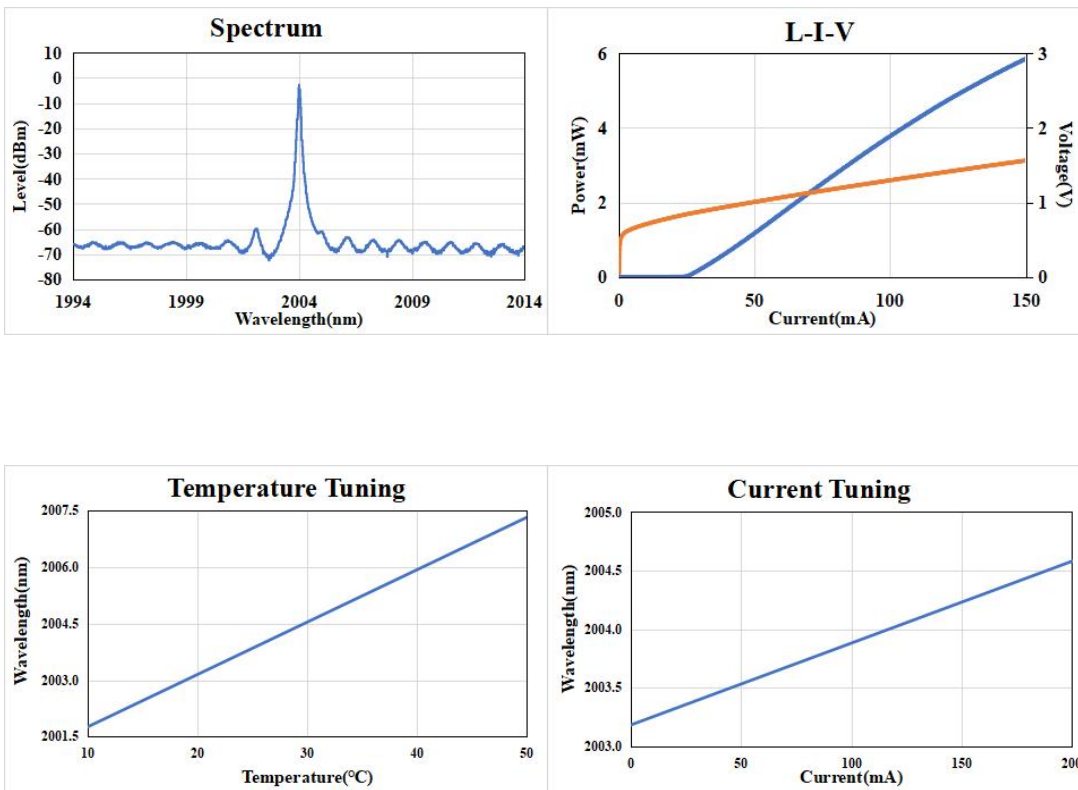 Spectrum
Level(dBm)
10
0
-10
-20
-30
-40
-50
-60
-70
-80
1994 1999 2004 2009 2014
Wavelength(nm)
L-I-V
Power(mW)
6
4
2
0
Voltage(V)
3
2
1
0
0 50 100 150
Current(mA)
Temperature Tuning
Wavelength(nm)
2007.5
2006.0
2004.5
2003.0
2001.5
10 20 30 40 50
Temperature(℃)
Current Tuning
Wavelength(nm)
2005.0
2004.5
2004.0
2003.5
2003.0
0 50 100 150 200
Current(mA)